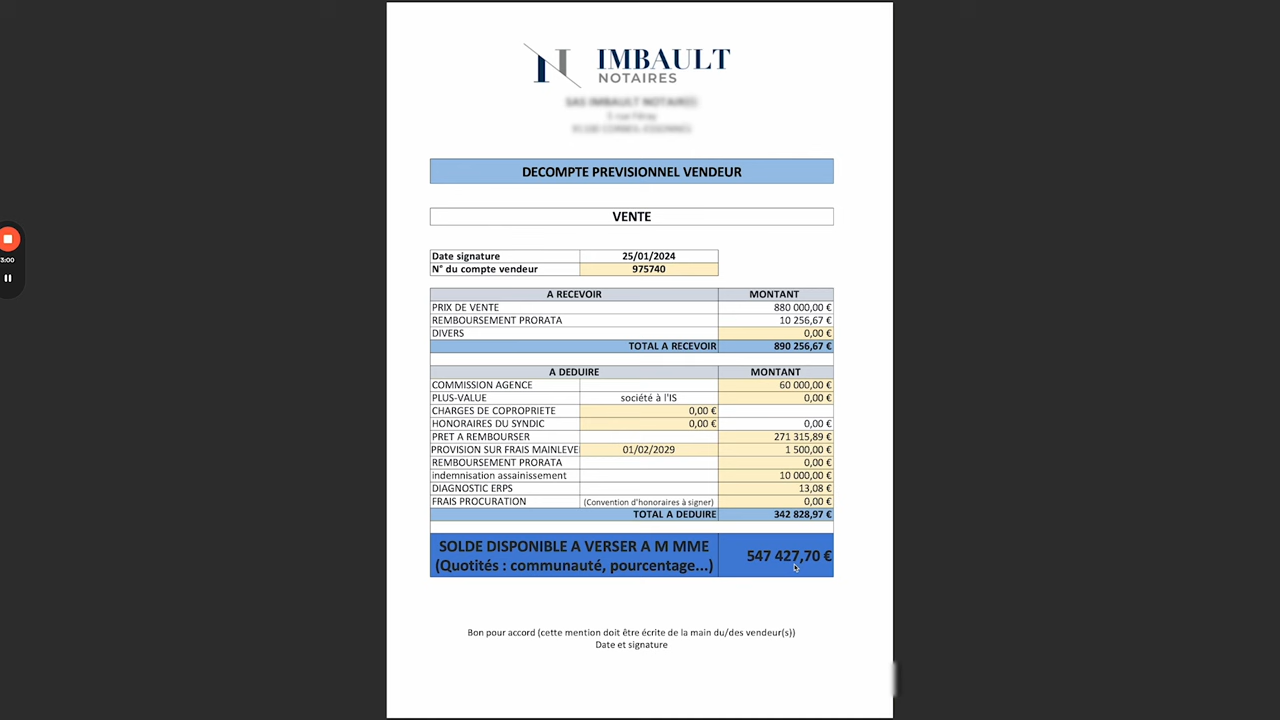 IMBAULT
NOTAIRES
SAS IMBAULT NOTAIRES
DECOMPTE PREVISIONNEL VENDEUR
VENTE
Date signature 25/01/2024
N° du compte vendeur 975740
A RECEVOIR MONTANT
PRIX DE VENTE 880 000,00 €
REMBOURSEMENT PRORATA 10 256,67 €
DIVERS 0,00 €
TOTAL A RECEVOIR 890 256,67 €
A DEDUIRE MONTANT
COMMISSION AGENCE 60 000,00 €
PLUS-VALUE société à l'IS 0,00 €
CHARGES DE COPROPRIETE 0,00 €
HONORAIRES DU SYNDIC 0,00 € 0,00 €
PRET A REMBOURSER 271 315,89 €
PROVISION SUR FRAIS MAINLEVE 01/02/2029 1 500,00 €
REMBOURSEMENT PRORATA 0,00 €
indemnisation assainissement 10 000,00 €
DIAGNOSTIC ERPS 13,08 €
FRAIS PROCURATION (Convention d'honoraires à signer) 0,00 €
TOTAL A DEDUIRE 342 828,97 €
SOLDE DISPONIBLE A VERSER A M MME
(Quotités : communauté, pourcentage...) 547 427,70 €
Bon pour accord (cette mention doit être écrite de la main du/des vendeur(s))
Date et signature
3:00